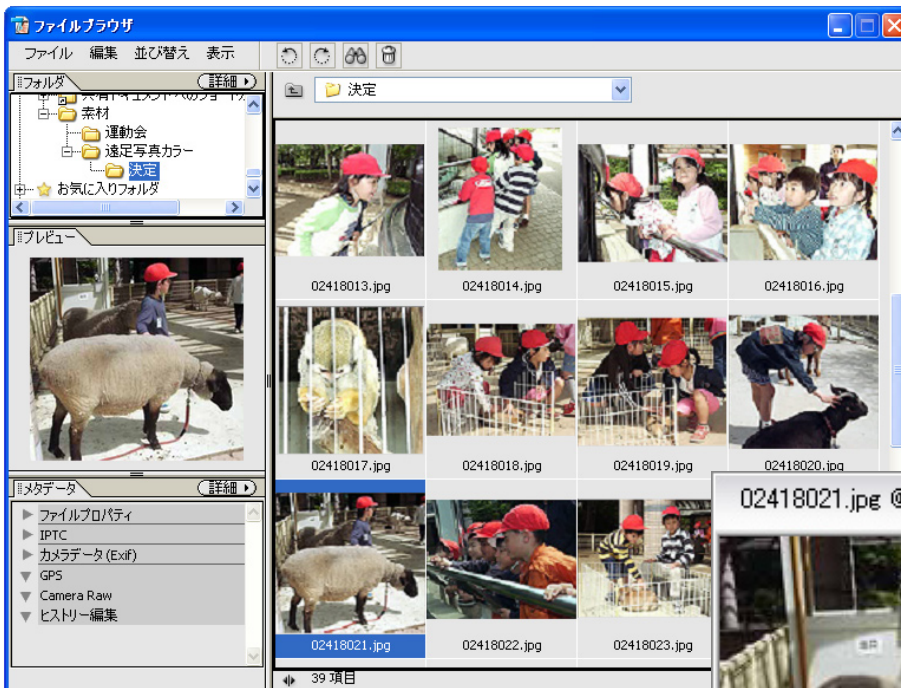 ファイルブラウザ
ファイル 編集 並び替え 表示
フォルダ 詳細
決定
素材
運動会
遠足写真カラー
決定
お気に入りフォルダ
プレビュー
02418013.jpg 02418014.jpg 02418015.jpg 02418016.jpg
02418017.jpg 02418018.jpg 02418019.jpg 02418020.jpg
メタデータ 詳細
ファイルプロパティ
IPTC
カメラデータ (Exif)
GPS
Camera Raw
ヒストリー編集
02418021.jpg @
02418021.jpg 02418022.jpg 02418023.jpg
39 項目